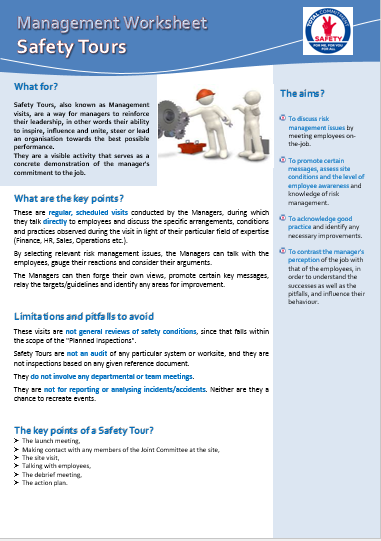 Management Worksheet
Safety Tours
TOTAL COMMITMENT
SAFETY
FOR ME, FOR YOU
FOR ALL
What for?
Safety Tours, also known as Management
visits, are a way for managers to reinforce
their leadership, in other words their ability
to inspire, influence and unite, steer or lead
an organisation towards the best possible
performance.
They are a visible activity that serves as a
concrete demonstration of the manager's
commitment to the job.
What are the key points?
These are regular, scheduled visits conducted by the Managers, during which
they talk directly to employees and discuss the specific arrangements, conditions
and practices observed during the visit in light of their particular field of expertise
(Finance, HR, Sales, Operations etc.).
By selecting relevant risk management issues, the Managers can talk with the
employees, gauge their reactions and consider their arguments.
The Managers can then forge their own views, promote certain key messages,
relay the targets/guidelines and identify any areas for improvement.
Limitations and pitfalls to avoid
These visits are not general reviews of safety conditions, since that falls within
the scope of the "Planned Inspections".
Safety Tours are not an audit of any particular system or worksite, and they are
not inspections based on any given reference document.
They do not involve any departmental or team meetings.
They are not for reporting or analysing incidents/accidents. Neither are they a
chance to recreate events.
The key points of a Safety Tour?
➤ The launch meeting,
➤ Making contact with any members of the Joint Committee at the site,
➤ The site visit,
➤ Talking with employees,
➤ The debrief meeting,
➤ The action plan.
The aims?
To discuss risk
management issues by
meeting employees on-
the-job.
To promote certain
messages, assess site
conditions and the level of
employee awareness and
knowledge of risk
management.
To acknowledge good
practice and identify any
necessary improvements.
To contrast the manager's
perception of the job with
that of the employees, in
order to understand the
successes as well as the
pitfalls, and influence their
behaviour.